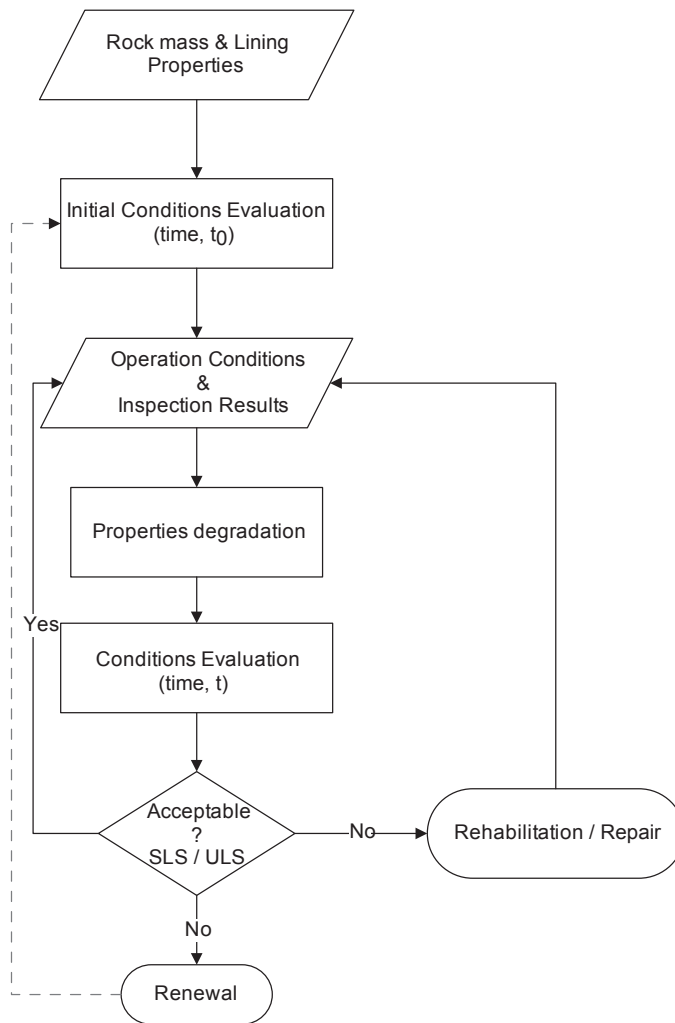 Rock mass & Lining
Properties
Initial Conditions Evaluation
(time, t0)
Operation Conditions
&
Inspection Results
Properties degradation
Yes
Conditions Evaluation
(time, t)
Acceptable
?
SLS / ULS
No
Rehabilitation / Repair
No
Renewal